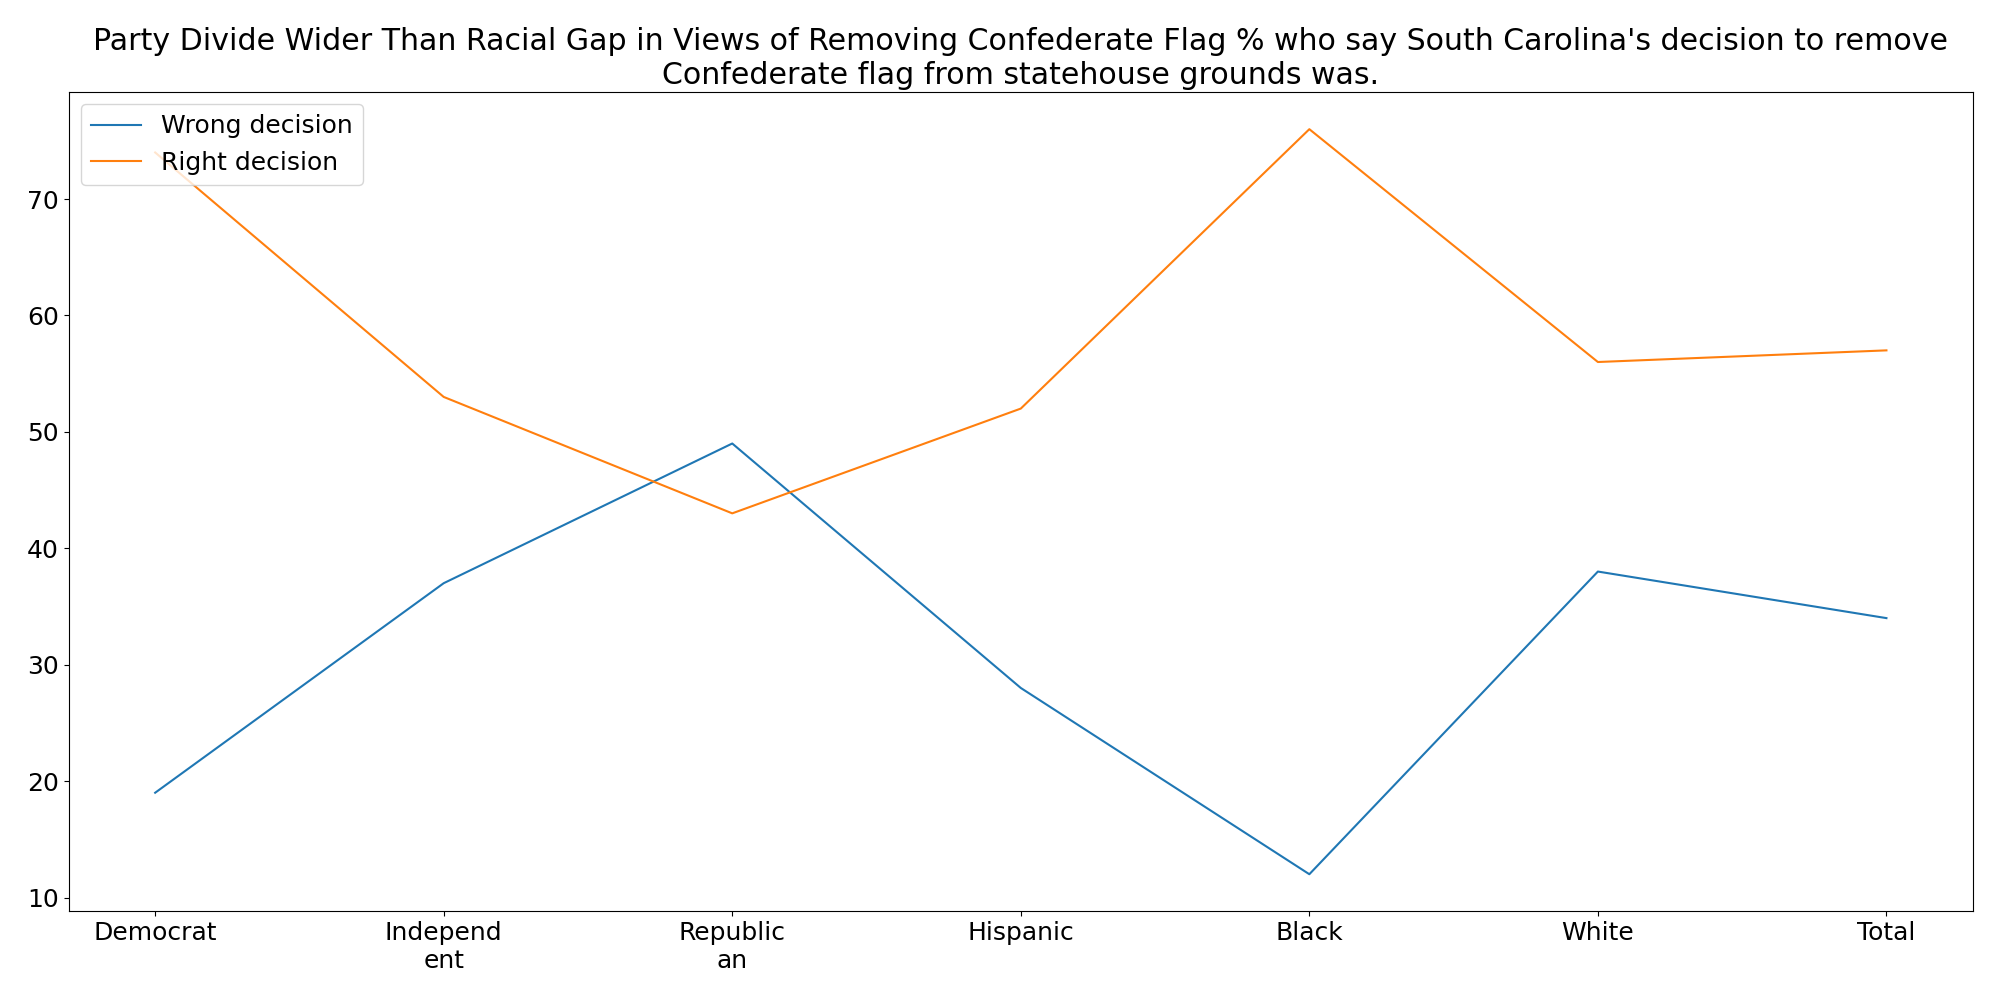 Party Divide Wider Than Racial Gap in Views of Removing Confederate Flag % who say South Carolina's decision to remove
Confederate flag from statehouse grounds was.
Wrong decision
Right decision
70
60
50
40
30
20
10
Democrat
Independ
ent
Republic
an
Hispanic
Black
White
Total